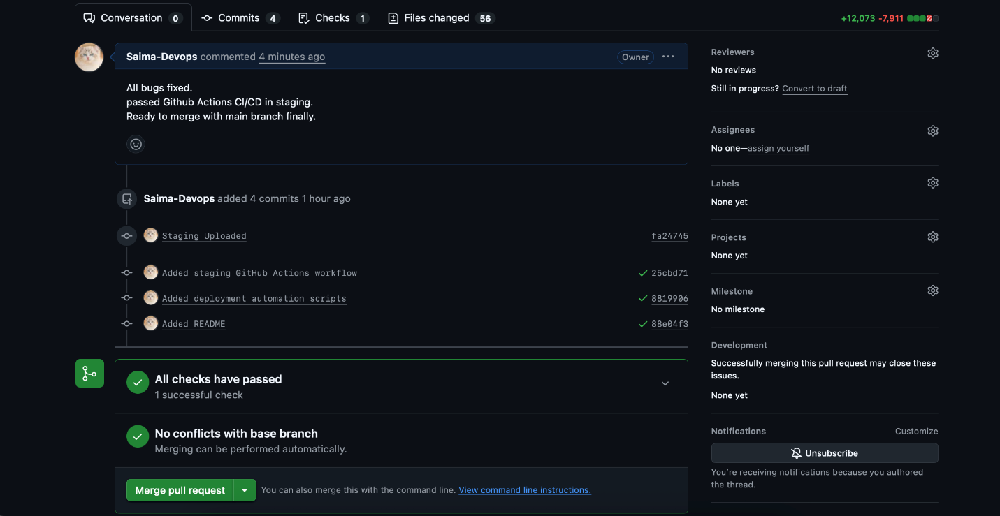 Conversation 0 Commits 4 Checks 1 Files changed 56 +12,073 -7,911
Saima-Devops commented 4 minutes ago Owner
All bugs fixed.
passed Github Actions CI/CD in staging.
Ready to merge with main branch finally.
Saima-Devops added 4 commits 1 hour ago
Staging Uploaded fa24745
Added staging GitHub Actions workflow 25cbd71
Added deployment automation scripts 8819906
Added README 88e04f3
All checks have passed
1 successful check
No conflicts with base branch
Merging can be performed automatically.
Merge pull request You can also merge this with the command line. View command line instructions.
Reviewers
No reviews
Still in progress? Convert to draft
Assignees
No one—assign yourself
Labels
None yet
Projects
None yet
Milestone
No milestone
Development
Successfully merging this pull request may close these
issues.
None yet
Notifications Customize
Unsubscribe
You're receiving notifications because you authored
the thread.